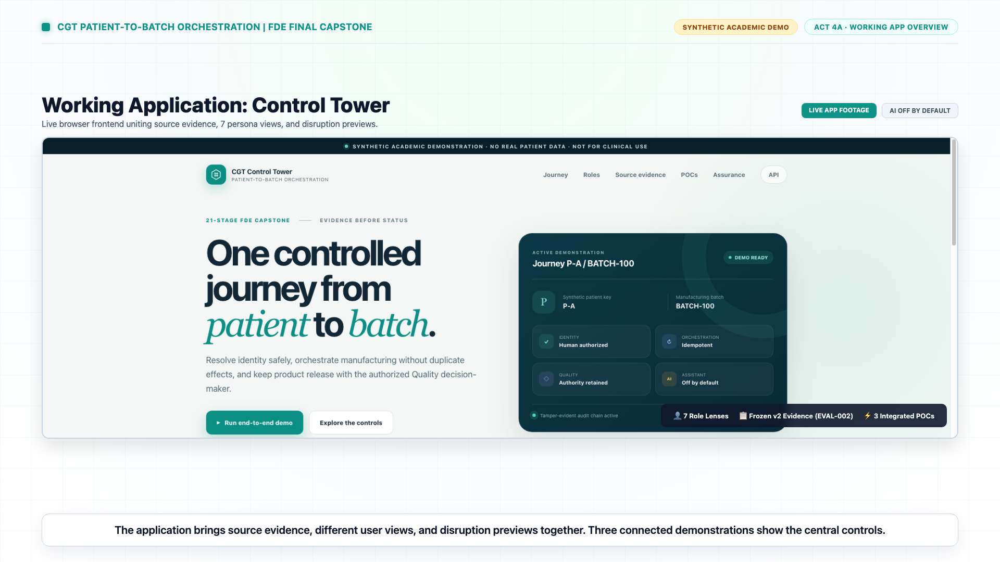 CGT PATIENT-TO-BATCH ORCHESTRATION | FDE FINAL CAPSTONE
SYNTHETIC ACADEMIC DEMO
ACT 4A · WORKING APP OVERVIEW
Working Application: Control Tower
Live browser frontend uniting source evidence, 7 persona views, and disruption previews.
LIVE APP FOOTAGE
AI OFF BY DEFAULT
SYNTHETIC ACADEMIC DEMONSTRATION · NO REAL PATIENT DATA · NOT FOR CLINICAL USE
CGT Control Tower
PATIENT-TO-BATCH ORCHESTRATION
Journey
Roles
Source evidence
POCs
Assurance
API
21-STAGE FDE CAPSTONE
EVIDENCE BEFORE STATUS
One controlled
journey from
patient to batch.
Resolve identity safely, orchestrate manufacturing without duplicate
effects, and keep product release with the authorized Quality decision-
maker.
Run end-to-end demo
Explore the controls
ACTIVE DEMONSTRATION
Journey P-A / BATCH-100
DEMO READY
P
Synthetic patient key
P-A
Manufacturing batch
BATCH-100
IDENTITY
Human authorized
ORCHESTRATION
Idempotent
QUALITY
Authority retained
AI
ASSISTANT
Off by default
Tamper-evident audit chain active
7 Role Lenses
Frozen v2 Evidence (EVAL-002)
3 Integrated POCs
The application brings source evidence, different user views, and disruption previews together. Three connected demonstrations show the central controls.